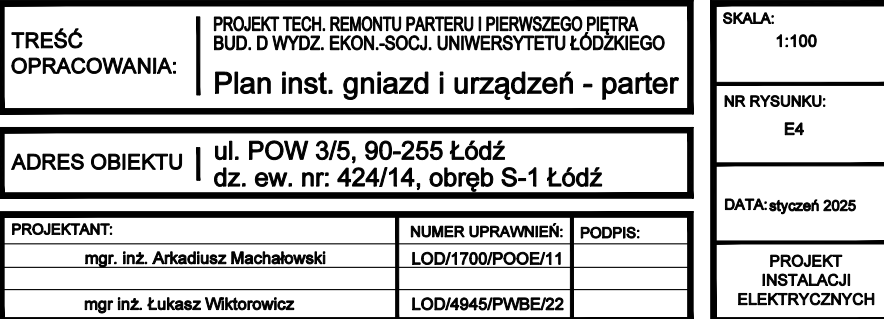 TREŚĆ
OPRACOWANIA:
PROJEKT TECH. REMONTU PARTERU I PIERWSZEGO PIĘTRA
BUD. D WYDZ. EKON.-SOCJ. UNIWERSYTETU ŁÓDZKIEGO
Plan inst. gniazd i urządzeń - parter
SKALA:
1:100
NR RYSUNKU:
E4
ADRES OBIEKTU
ul. POW 3/5, 90-255 Łódź
dz. ew. nr: 424/14, obręb S-1 Łódź
DATA: styczeń 2025
PROJEKTANT: NUMER UPRAWNIEŃ: PODPIS:
mgr. inż. Arkadiusz Machałowski LOD/1700/POOE/11
mgr inż. Łukasz Wiktorowicz LOD/4945/PWBE/22
PROJEKT
INSTALACJI
ELEKTRYCZNYCH